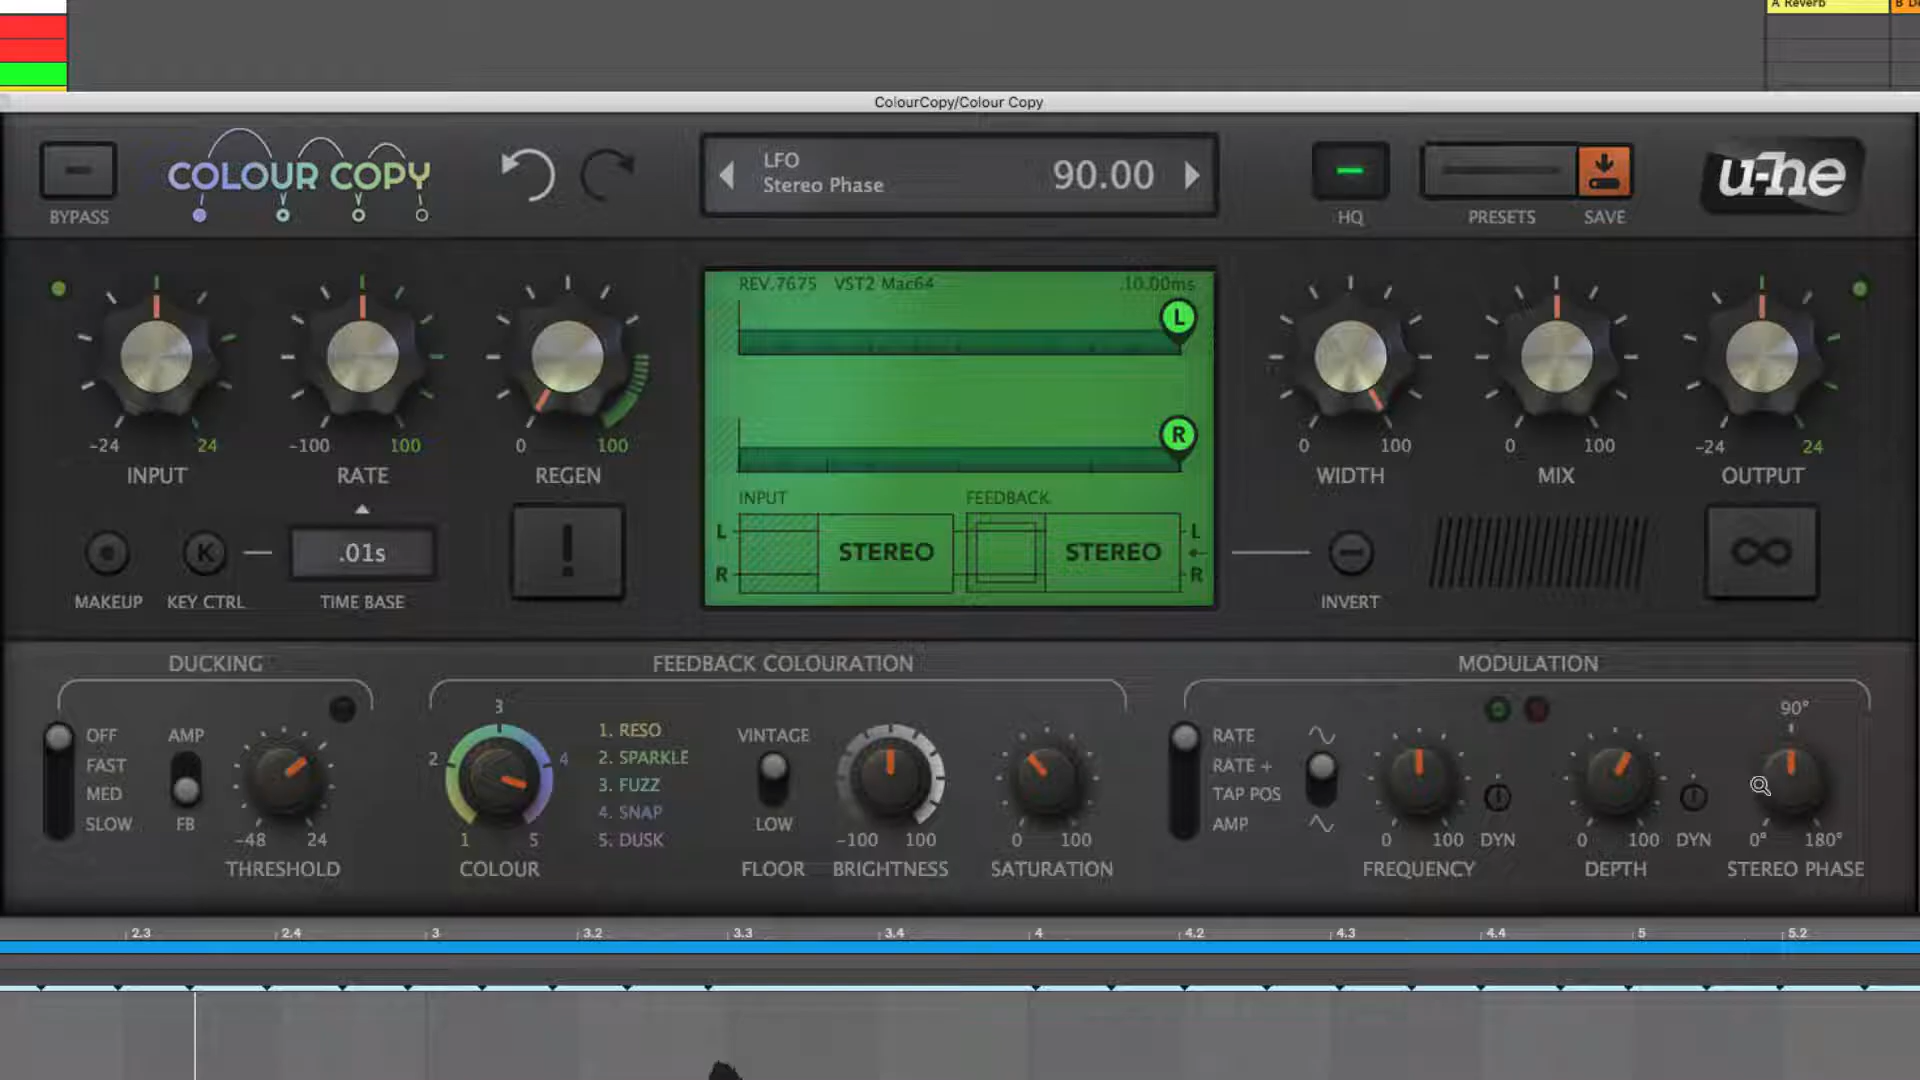 A Reverb
ColourCopy/Colour Copy
BYPASS
COLOUR COPY
LFO
Stereo Phase
90.00
HQ
PRESETS
SAVE
u-he
-24
24
INPUT
-100
100
RATE
0
100
REGEN
REV.7675 VST2 Mac64
10.00ms
L
R
INPUT
FEEDBACK
L
R
STEREO
STEREO
L
R
0
100
WIDTH
0
100
MIX
-24
24
OUTPUT
MAKEUP
K
KEY CTRL
.01s
TIME BASE
!
INVERT
∞
DUCKING
OFF
FAST
MED
SLOW
AMP
FB
-48
24
THRESHOLD
FEEDBACK COLOURATION
1
2
3
4
5
COLOUR
1. RESO
2. SPARKLE
3. FUZZ
4. SNAP
5. DUSK
VINTAGE
LOW
FLOOR
-100
100
BRIGHTNESS
0
100
SATURATION
MODULATION
RATE
RATE +
TAP POS
AMP
0
100
FREQUENCY
DYN
0
100
DEPTH
DYN
90°
0°
180°
STEREO PHASE
2.3
2.4
3
3.2
3.3
3.4
4
4.2
4.3
4.4
5
5.2